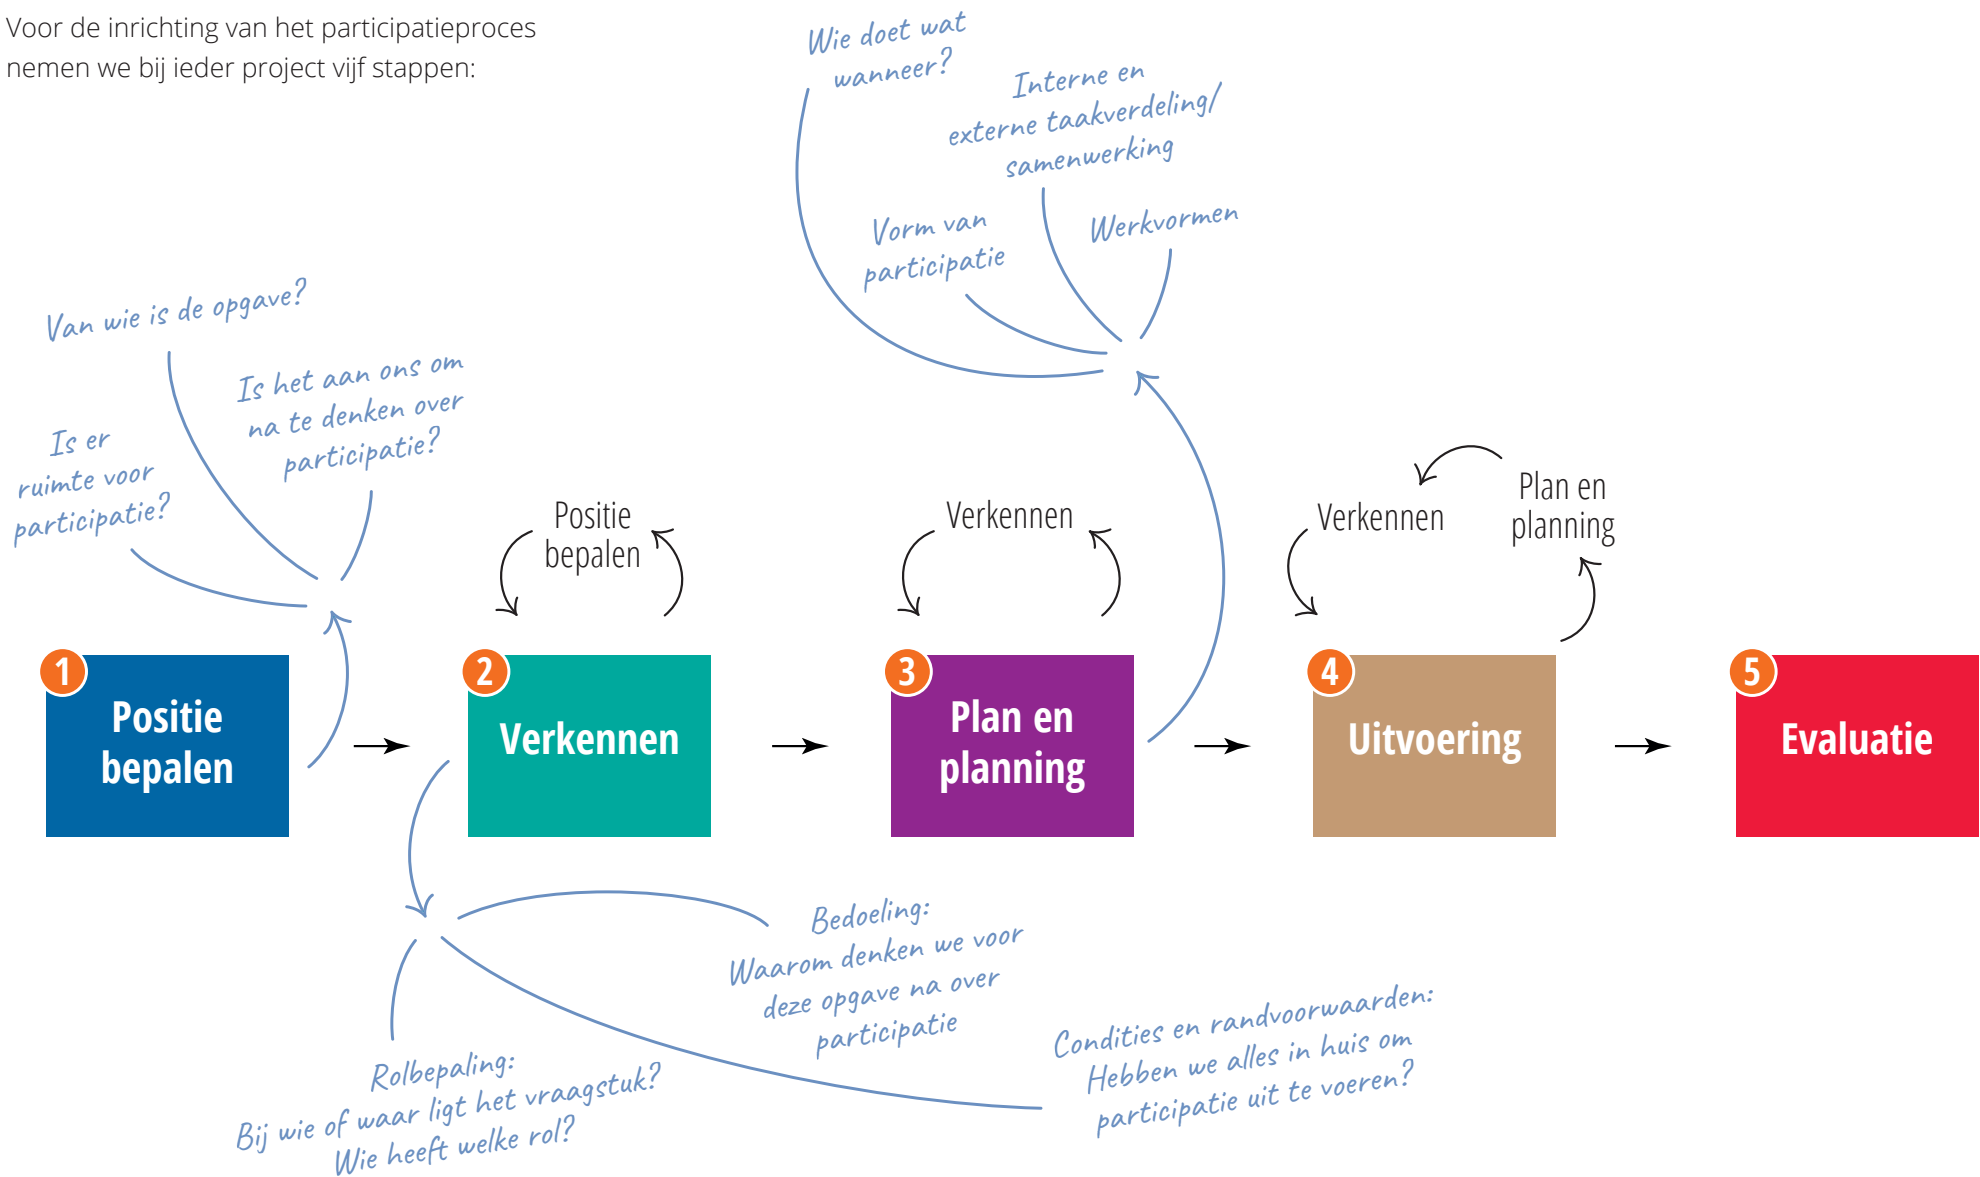 Voor de inrichting van het participatieproces
nemen we bij ieder project vijf stappen:
Wie doet wat
wanneer?
Interne en
externe taakverdeling/
samenwerking
Vorm van
participatie
Werkvormen
Van wie is de opgave?
Is het aan ons om
na te denken over
participatie?
Is er
ruimte voor
participatie?
Positie
bepalen
Verkennen
Verkennen
Plan en
planning
1
Positie
bepalen
2
Verkennen
3
Plan en
planning
4
Uitvoering
5
Evaluatie
Bedoeling:
Waarom denken we voor
deze opgave na over
participatie
Condities en randvoorwaarden:
Hebben we alles in huis om
participatie uit te voeren?
Rolbepaling:
Bij wie of waar ligt het vraagstuk?
Wie heeft welke rol?